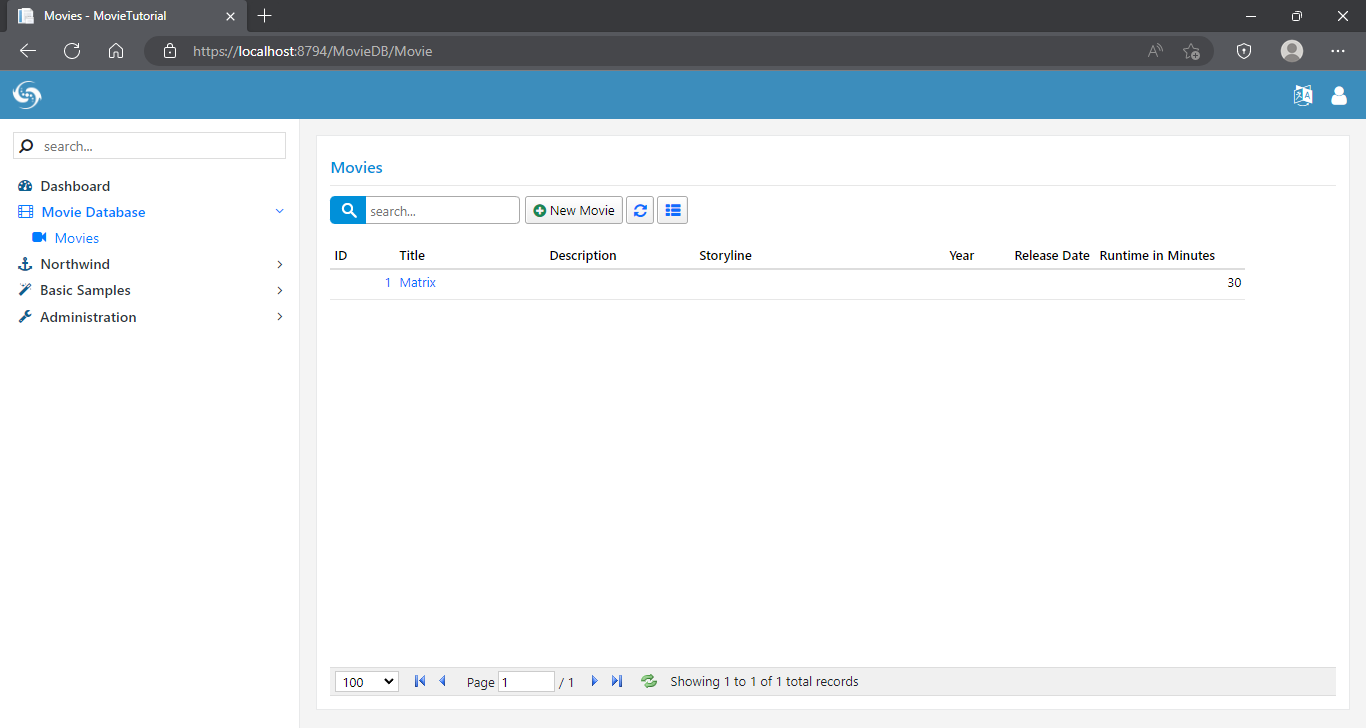 Movies - MovieTutorial
https://localhost:8794/MovieDB/Movie
search...
Dashboard
Movie Database
Movies
Northwind
Basic Samples
Administration
Movies
search... New Movie
ID Title Description Storyline Year Release Date Runtime in Minutes
1 Matrix 30
100 Page 1 / 1 Showing 1 to 1 of 1 total records